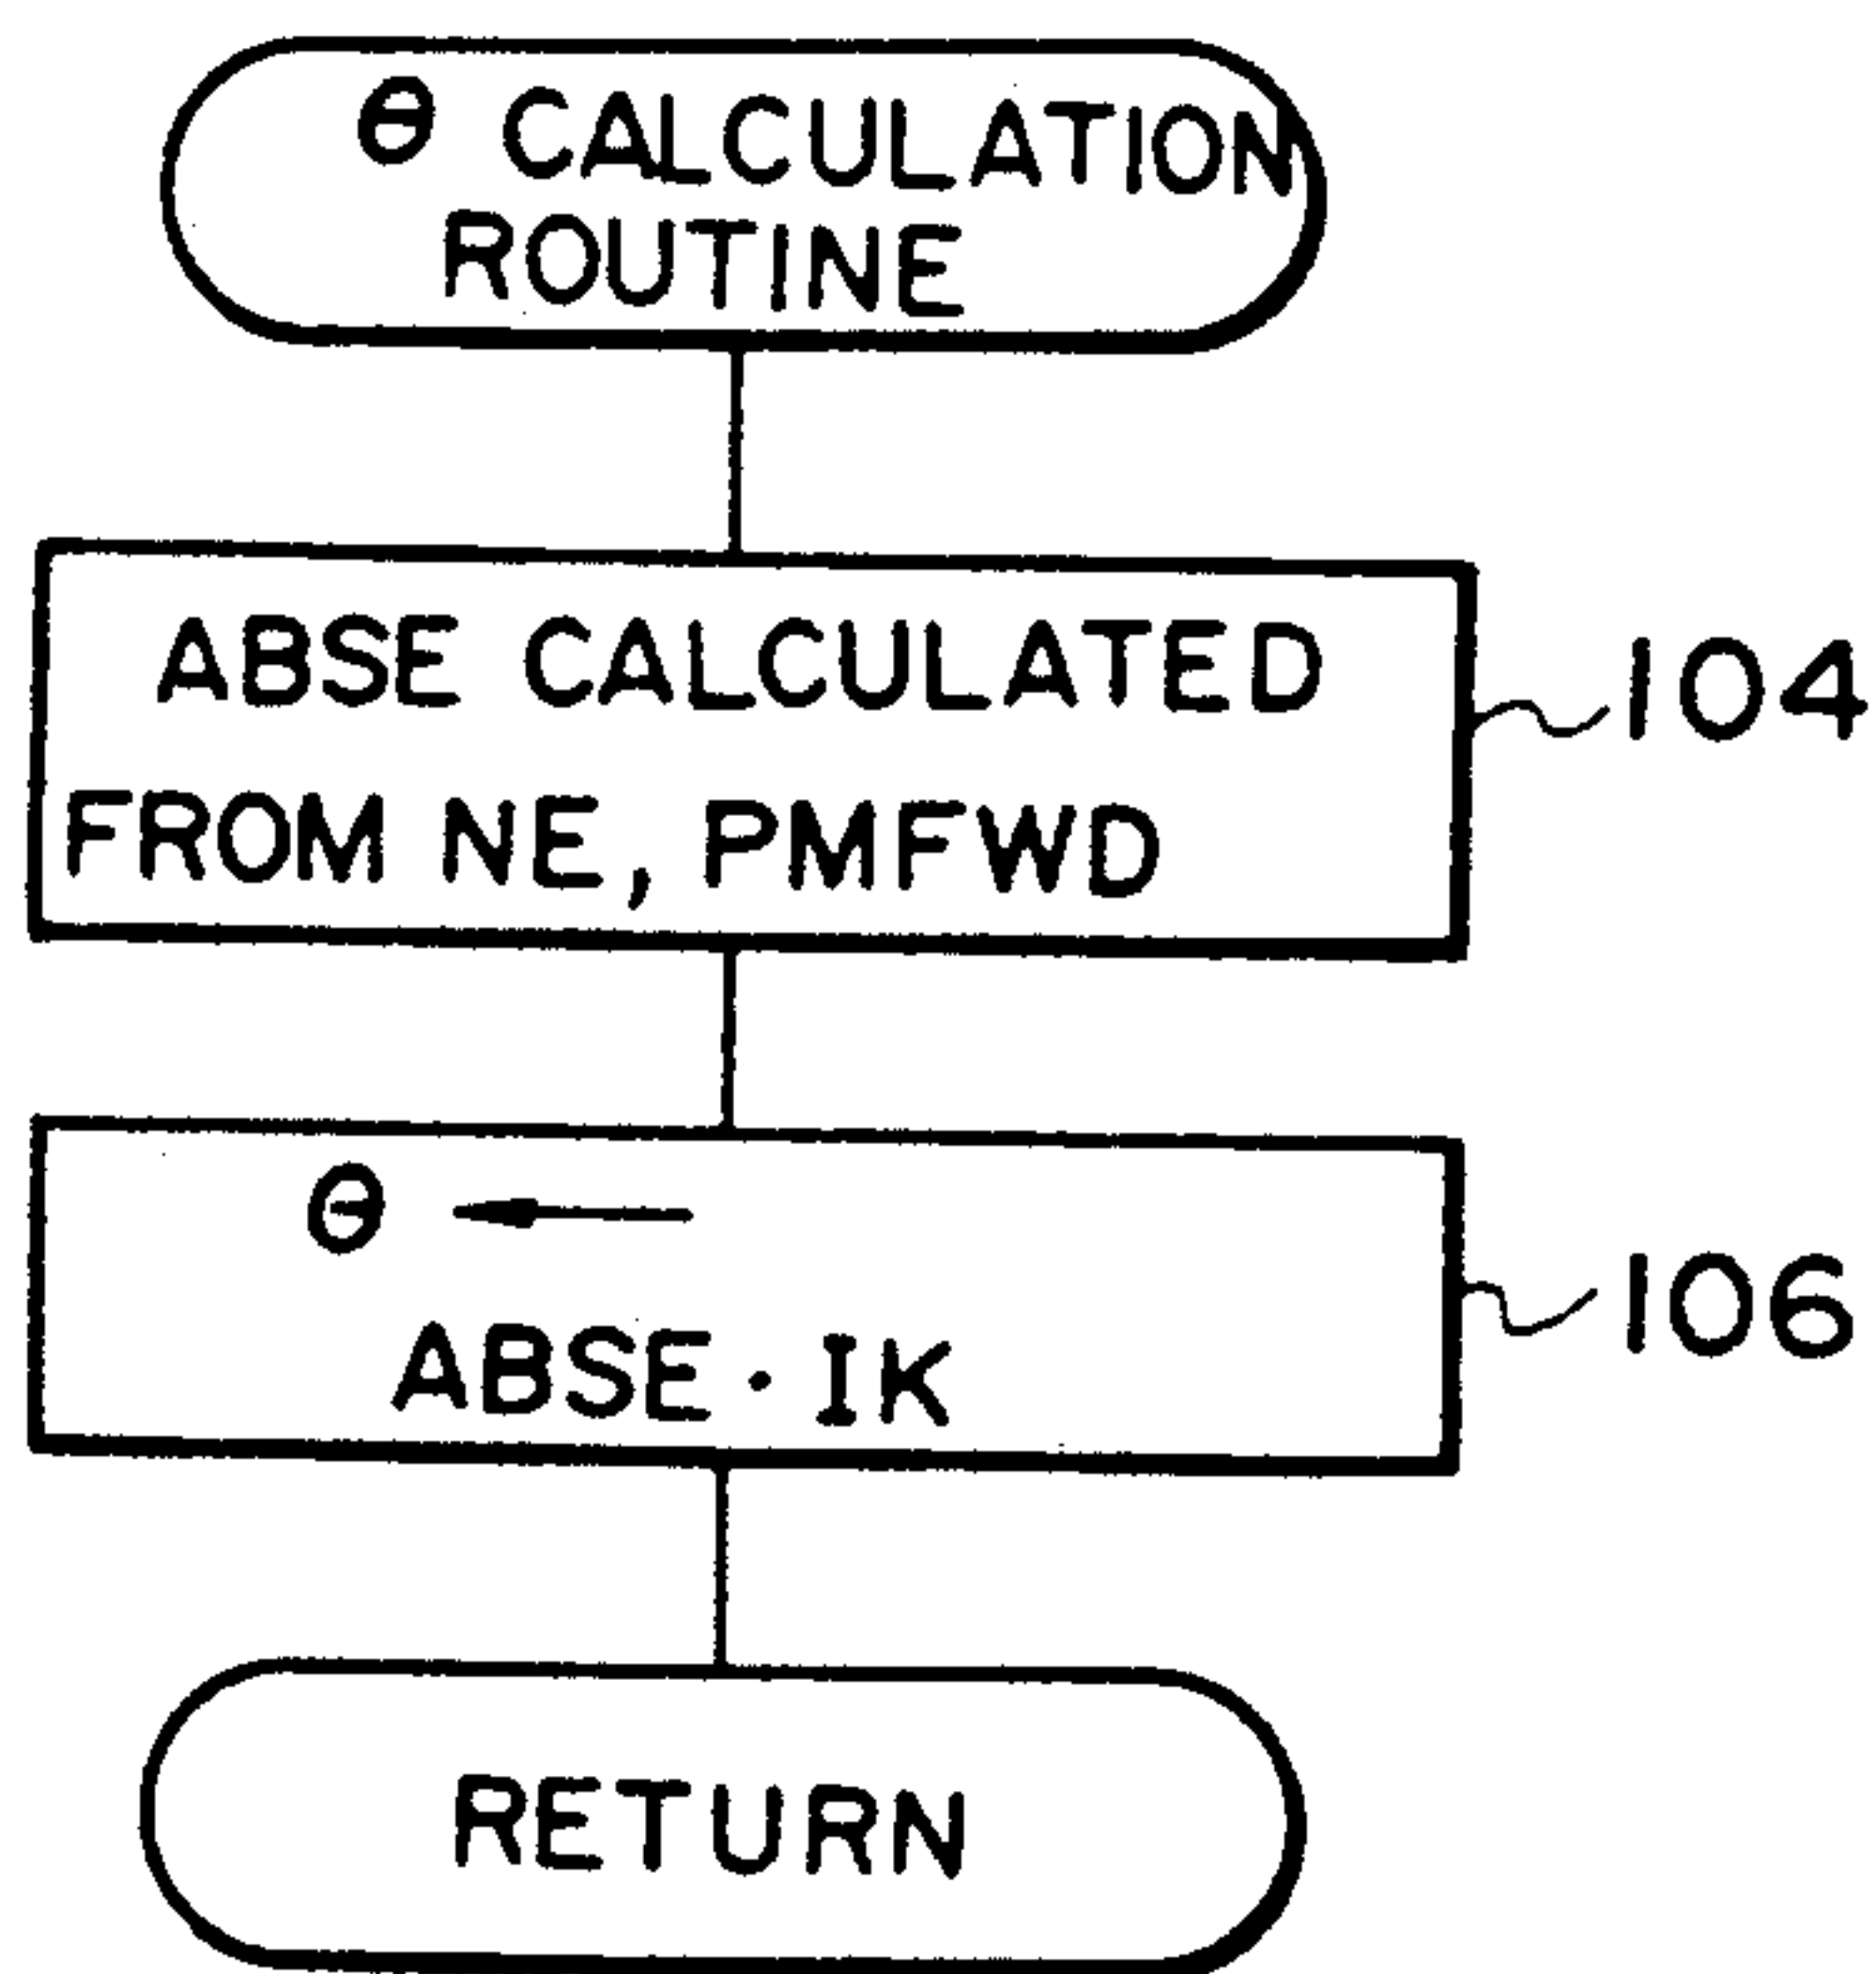 θ CALCULATION
ROUTINE
ABSE CALCULATED
FROM NE, PMFWD
104
θ ←
ABSE · IK
106
RETURN